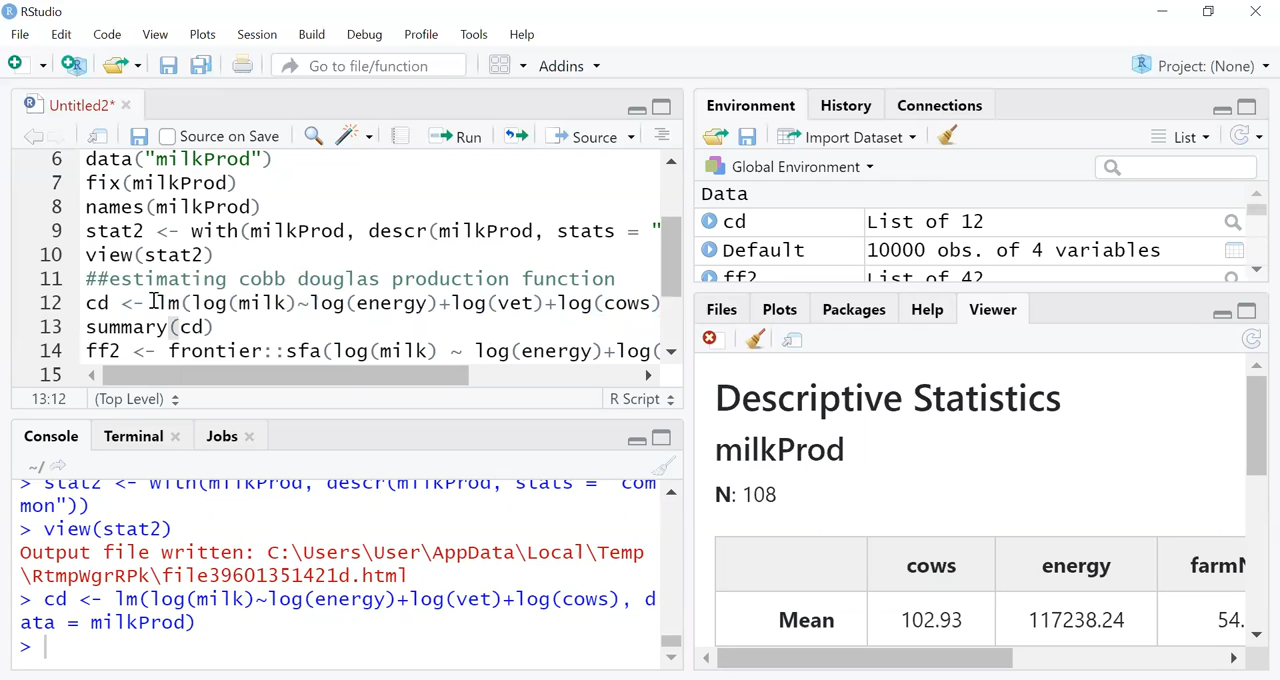 RStudio
File Edit Code View Plots Session Build Debug Profile Tools Help
Go to file/function Addins Project: (None)
Untitled2*
Source on Save Run Source
6 data("milkProd")
7 fix(milkProd)
8 names(milkProd)
9 stat2 <- with(milkProd, descr(milkProd, stats = "
10 view(stat2)
11 ##estimating cobb douglas production function
12 cd <- lm(log(milk)~log(energy)+log(vet)+log(cows)
13 summary(cd)
14 ff2 <- frontier::sfa(log(milk) ~ log(energy)+log(
15
13:12 (Top Level) R Script
Console Terminal Jobs
~/
> stat2 <- with(milkProd, descr(milkProd, stats = "com
mon"))
> view(stat2)
Output file written: C:\Users\User\AppData\Local\Temp
\RtmpWgrRPk\file39601351421d.html
> cd <- lm(log(milk)~log(energy)+log(vet)+log(cows), d
ata = milkProd)
>
Environment History Connections
Import Dataset List
Global Environment
Data
cd List of 12
Default 10000 obs. of 4 variables
ff2 List of 42
Files Plots Packages Help Viewer
Descriptive Statistics
milkProd
N: 108
cows energy farmN
Mean 102.93 117238.24 54.